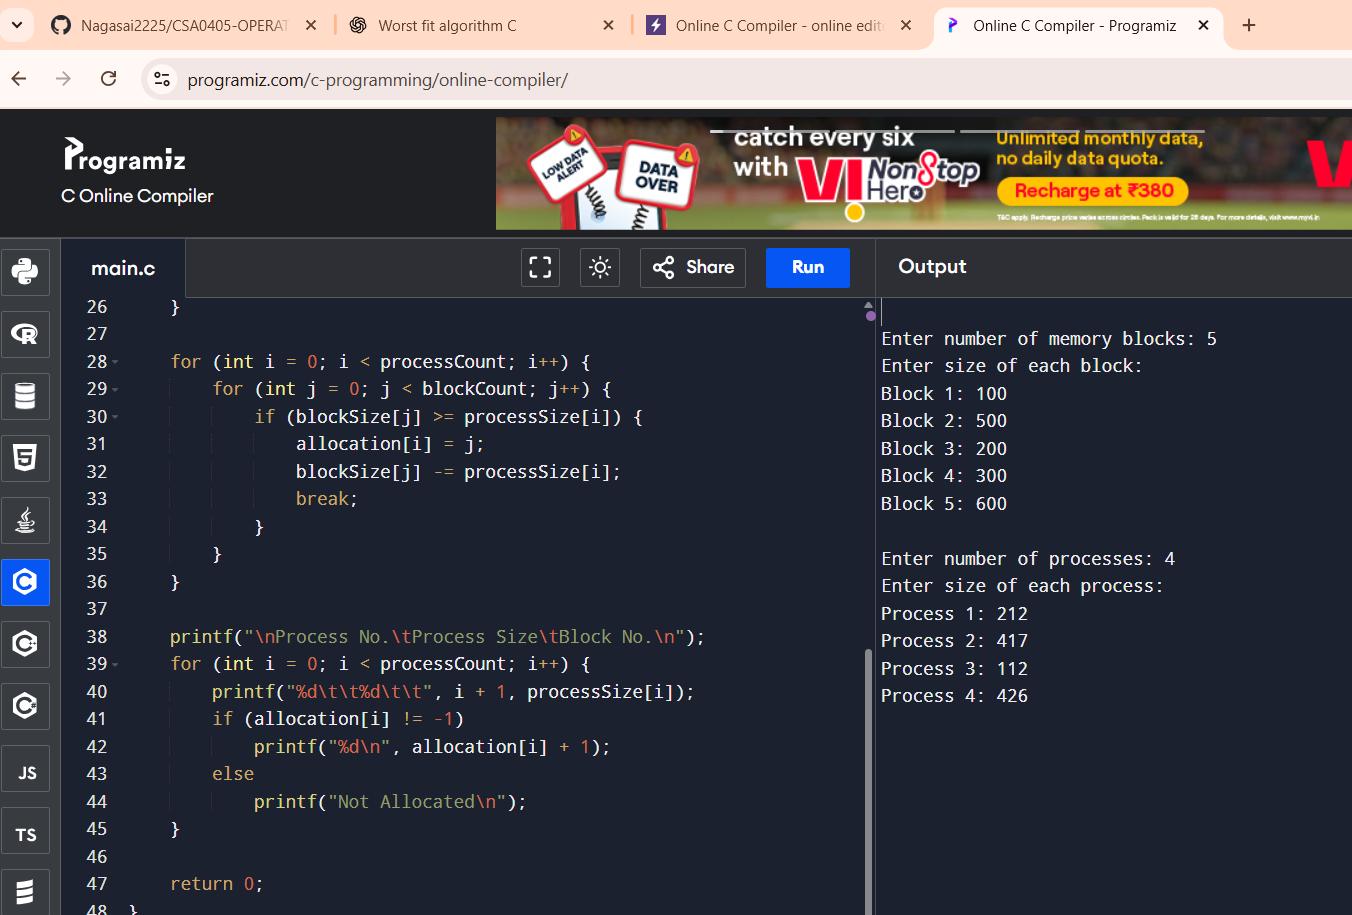 Nagasai2225/CSA0405-OPERAT
Worst fit algorithm C
Online C Compiler - online edit
Online C Compiler - Programiz
programiz.com/c-programming/online-compiler/
Programiz
C Online Compiler
LOW DATA ALERT
DATA OVER
catch every six
with VI NonStop Hero
Unlimited monthly data,
no daily data quota.
Recharge at ₹380
T&C apply. Recharge price varies across circles. Pack is valid for 28 days. For more details, visit www.myvi.in
main.c
Share
Run
Output
26 }
27
28 for (int i = 0; i < processCount; i++) {
29 for (int j = 0; j < blockCount; j++) {
30 if (blockSize[j] >= processSize[i]) {
31 allocation[i] = j;
32 blockSize[j] -= processSize[i];
33 break;
34 }
35 }
36 }
37
38 printf("\nProcess No.\tProcess Size\tBlock No.\n");
39 for (int i = 0; i < processCount; i++) {
40 printf("%d\t\t%d\t\t", i + 1, processSize[i]);
41 if (allocation[i] != -1)
42 printf("%d\n", allocation[i] + 1);
43 else
44 printf("Not Allocated\n");
45 }
46
47 return 0;
48 }
Enter number of memory blocks: 5
Enter size of each block:
Block 1: 100
Block 2: 500
Block 3: 200
Block 4: 300
Block 5: 600
Enter number of processes: 4
Enter size of each process:
Process 1: 212
Process 2: 417
Process 3: 112
Process 4: 426
R
5
C
C
C#
JS
TS